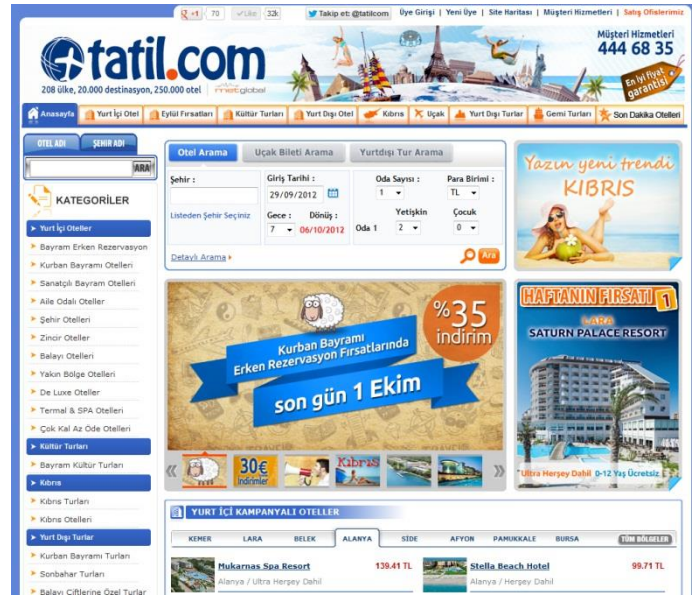 +1 70 Like 32k Takip et: @tatilcom Üye Girişi | Yeni Üye | Site Haritası | Müşteri Hizmetleri | Satış Ofislerimiz
tatil.com
208 ülke, 20.000 destinasyon, 250.000 otel metglobal
Müşteri Hizmetleri
444 68 35
En iyi fiyat
garantisi
Anasayfa Yurt İçi Otel Eylül Fırsatları Kültür Turları Yurt Dışı Otel Kıbrıs Uçak Yurt Dışı Turlar Gemi Turları Son Dakika Otelleri
OTEL ADI ŞEHİR ADI
ARA
KATEGORİLER
Yurt İçi Oteller
Bayram Erken Rezervasyon
Kurban Bayramı Otelleri
Sanatçılı Bayram Otelleri
Aile Odalı Oteller
Şehir Otelleri
Zincir Oteller
Balayı Otelleri
Yakın Bölge Otelleri
De Luxe Oteller
Termal & SPA Otelleri
Çok Kal Az Öde Otelleri
Kültür Turları
Bayram Kültür Turları
Kıbrıs
Kıbrıs Turları
Kıbrıs Otelleri
Yurt Dışı Turlar
Kurban Bayramı Turları
Sonbahar Turları
Balayı Çiftlerine Özel Turlar
Otel Arama Uçak Bileti Arama Yurtdışı Tur Arama
Şehir : Giriş Tarihi : Oda Sayısı : Para Birimi :
29/09/2012 1 TL
Listeden Şehir Seçiniz Gece : Dönüş : Yetişkin Çocuk
7 06/10/2012 Oda 1 2 0
Detaylı Arama Ara
Yazın yeni trendi
KIBRIS
%35
indirim
Kurban Bayramı
Erken Rezervasyon Fırsatlarında
son gün 1 Ekim
30€
indirimler
Kıbrıs
HAFTANIN FIRSATI 1
LARA
SATURN PALACE RESORT
Ultra Herşey Dahil 0-12 Yaş Ücretsiz
YURT İÇİ KAMPANYALI OTELLER
KEMER LARA BELEK ALANYA SİDE AFYON PAMUKKALE BURSA TÜM BÖLGELER
Mukarnas Spa Resort 139.41 TL Stella Beach Hotel 99.71 TL
Alanya / Ultra Herşey Dahil Alanya / Herşey Dahil